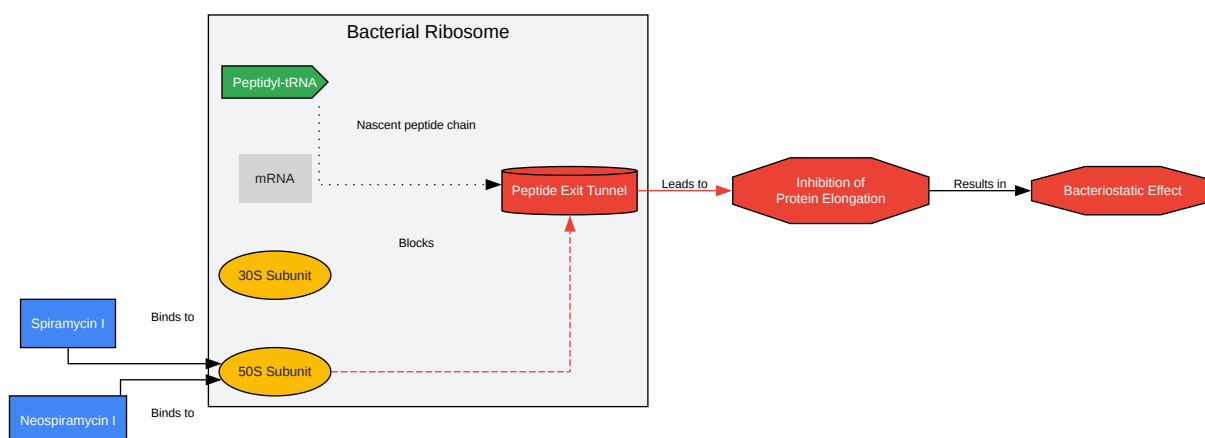 Bacterial Ribosome
Peptidyl-tRNA
Nascent peptide chain
mRNA
Peptide Exit Tunnel
Leads to
Inhibition of
Protein Elongation
Results in
Bacteriostatic Effect
Blocks
30S Subunit
Spiramycin I
Binds to
50S Subunit
Neospiramycin I
Binds to